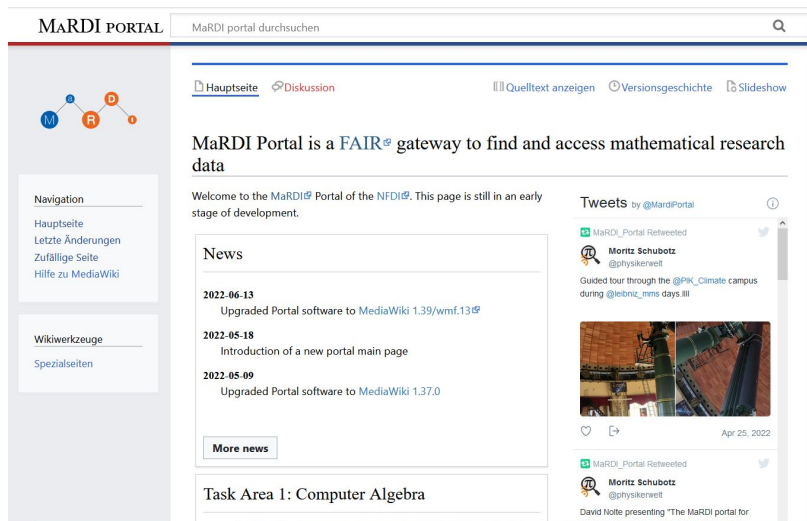 MARDI PORTAL
MaRDI portal durchsuchen
M a R D I
Hauptseite Diskussion Quelltext anzeigen Versionsgeschichte Slideshow
MaRDI Portal is a FAIR gateway to find and access mathematical research
data
Welcome to the MaRDI Portal of the NFDI. This page is still in an early
stage of development.
Navigation
Hauptseite
Letzte Änderungen
Zufällige Seite
Hilfe zu MediaWiki
Wikiwerkzeuge
Spezialseiten
News
2022-06-13
Upgraded Portal software to MediaWiki 1.39/wmf.13
2022-05-18
Introduction of a new portal main page
2022-05-09
Upgraded Portal software to MediaWiki 1.37.0
More news
Task Area 1: Computer Algebra
Tweets by @MardiPortal
MaRDI_Portal Retweeted
Moritz Schubotz
@physikerwelt
Guided tour through the @PIK_Climate campus
during @leibniz_mms days.llll
Apr 25, 2022
MaRDI_Portal Retweeted
Moritz Schubotz
@physikerwelt
David Nolte presenting "The MaRDI portal for